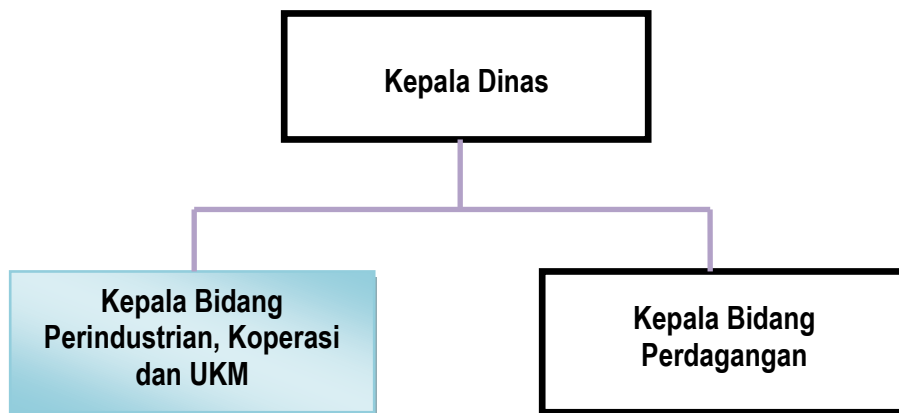 Kepala Dinas
Kepala Bidang
Perindustrian, Koperasi
dan UKM
Kepala Bidang
Perdagangan